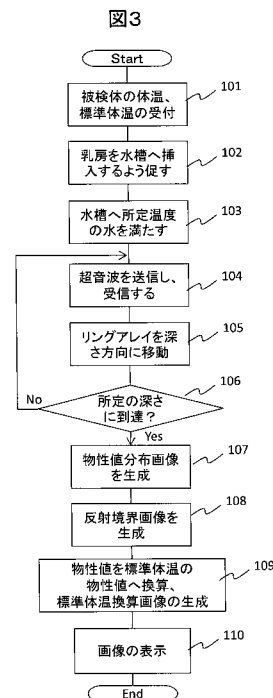 図3
Start
被検体の体温、
標準体温の受付
101
乳房を水槽へ挿
入するよう促す
102
水槽へ所定温度
の水を満たす
103
超音波を送信し、
受信する
104
リングアレイを深
さ方向に移動
105
所定の深さ
に到達?
106
No
Yes
物性値分布画像
を生成
107
反射境界画像を
生成
108
物性値を標準体温の
物性値へ換算、
標準体温換算画像の生成
109
画像の表示
110
End